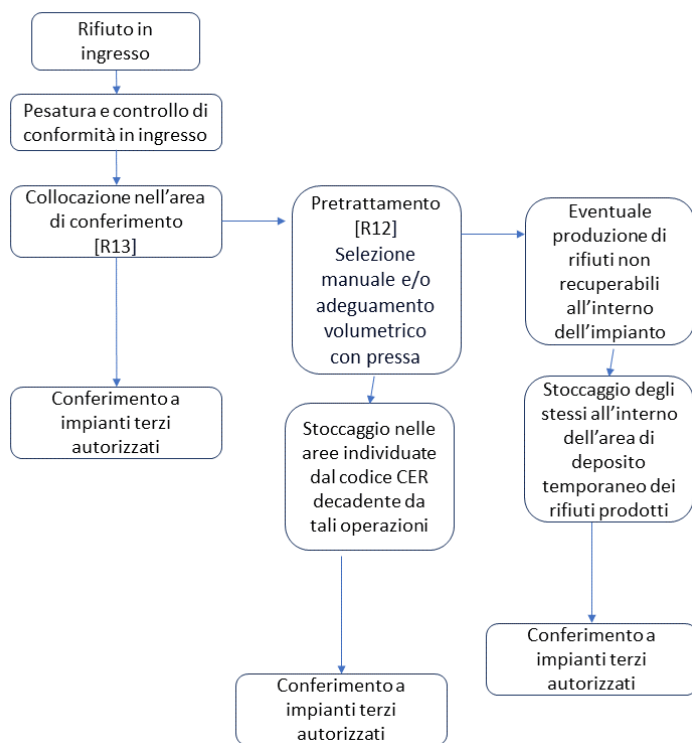 Rifiuto in
ingresso
Pesatura e controllo di
conformità in ingresso
Collocazione nell'area
di conferimento
[R13]
Conferimento a
impianti terzi
autorizzati
Pretrattamento
[R12]
Selezione
manuale e/o
adeguamento
volumetrico
con pressa
Stoccaggio nelle
aree individuate
dal codice CER
decadente da
tali operazioni
Conferimento a
impianti terzi
autorizzati
Eventuale
produzione di
rifiuti non
recuperabili
all'interno
dell'impianto
Stoccaggio degli
stessi all'interno
dell'area di
deposito
temporaneo dei
rifiuti prodotti
Conferimento a
impianti terzi
autorizzati